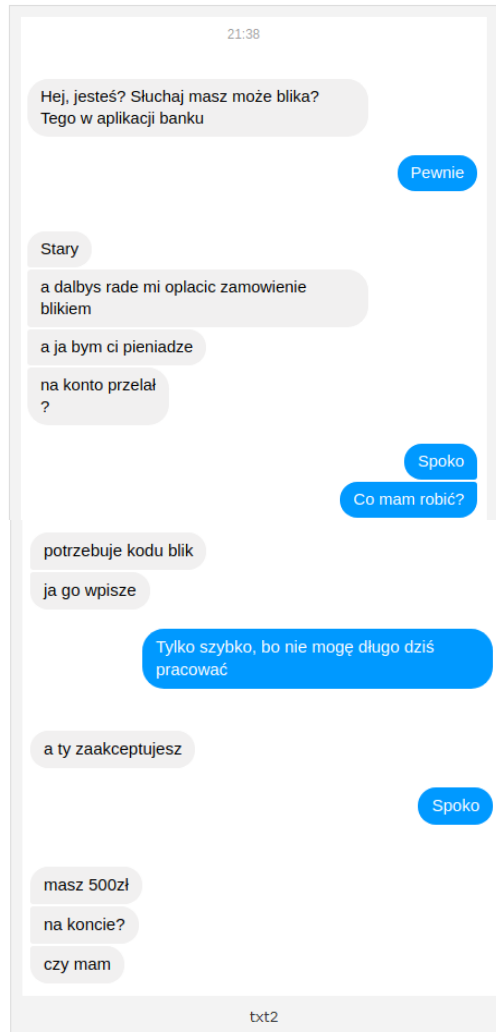 21:38
Hej, jesteś? Słuchaj masz może blika?
Tego w aplikacji banku
Pewnie
Stary
a dalbys rade mi oplacic zamowienie
blikiem
a ja bym ci pieniadze
na konto przelał
?
Spoko
Co mam robić?
potrzebuje kodu blik
ja go wpisze
Tylko szybko, bo nie mogę długo dziś
pracować
a ty zaakceptujesz
Spoko
masz 500zł
na koncie?
czy mam
txt2